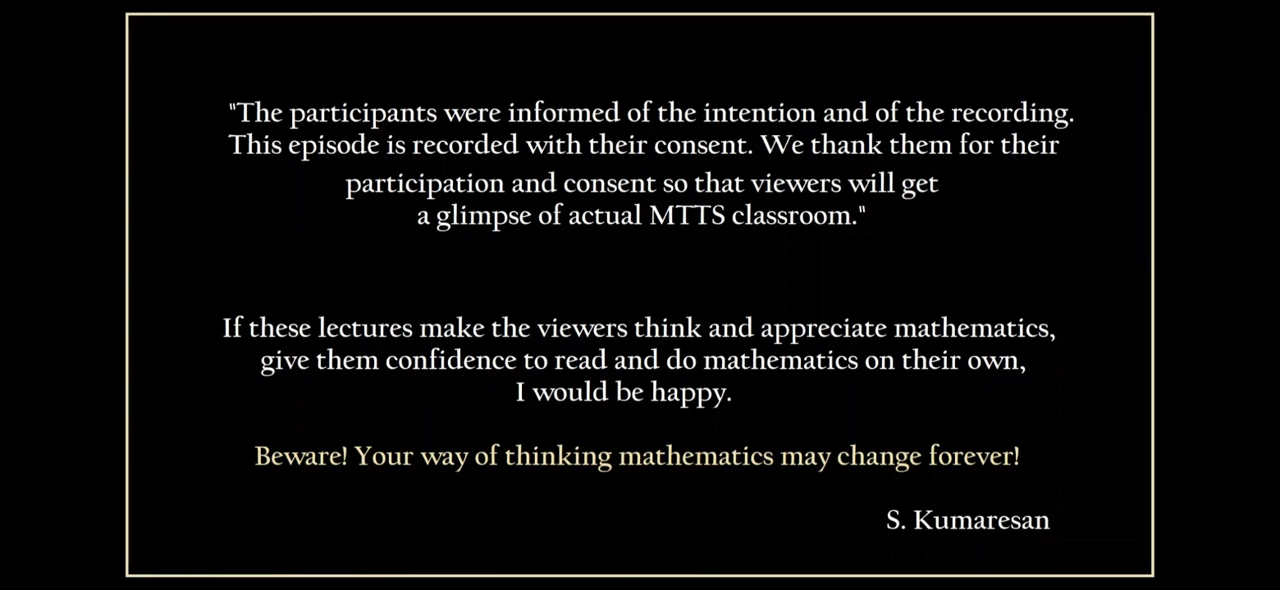 "The participants were informed of the intention and of the recording.
This episode is recorded with their consent. We thank them for their
participation and consent so that viewers will get
a glimpse of actual MTTS classroom."
If these lectures make the viewers think and appreciate mathematics,
give them confidence to read and do mathematics on their own,
I would be happy.
Beware! Your way of thinking mathematics may change forever!
S. Kumaresan